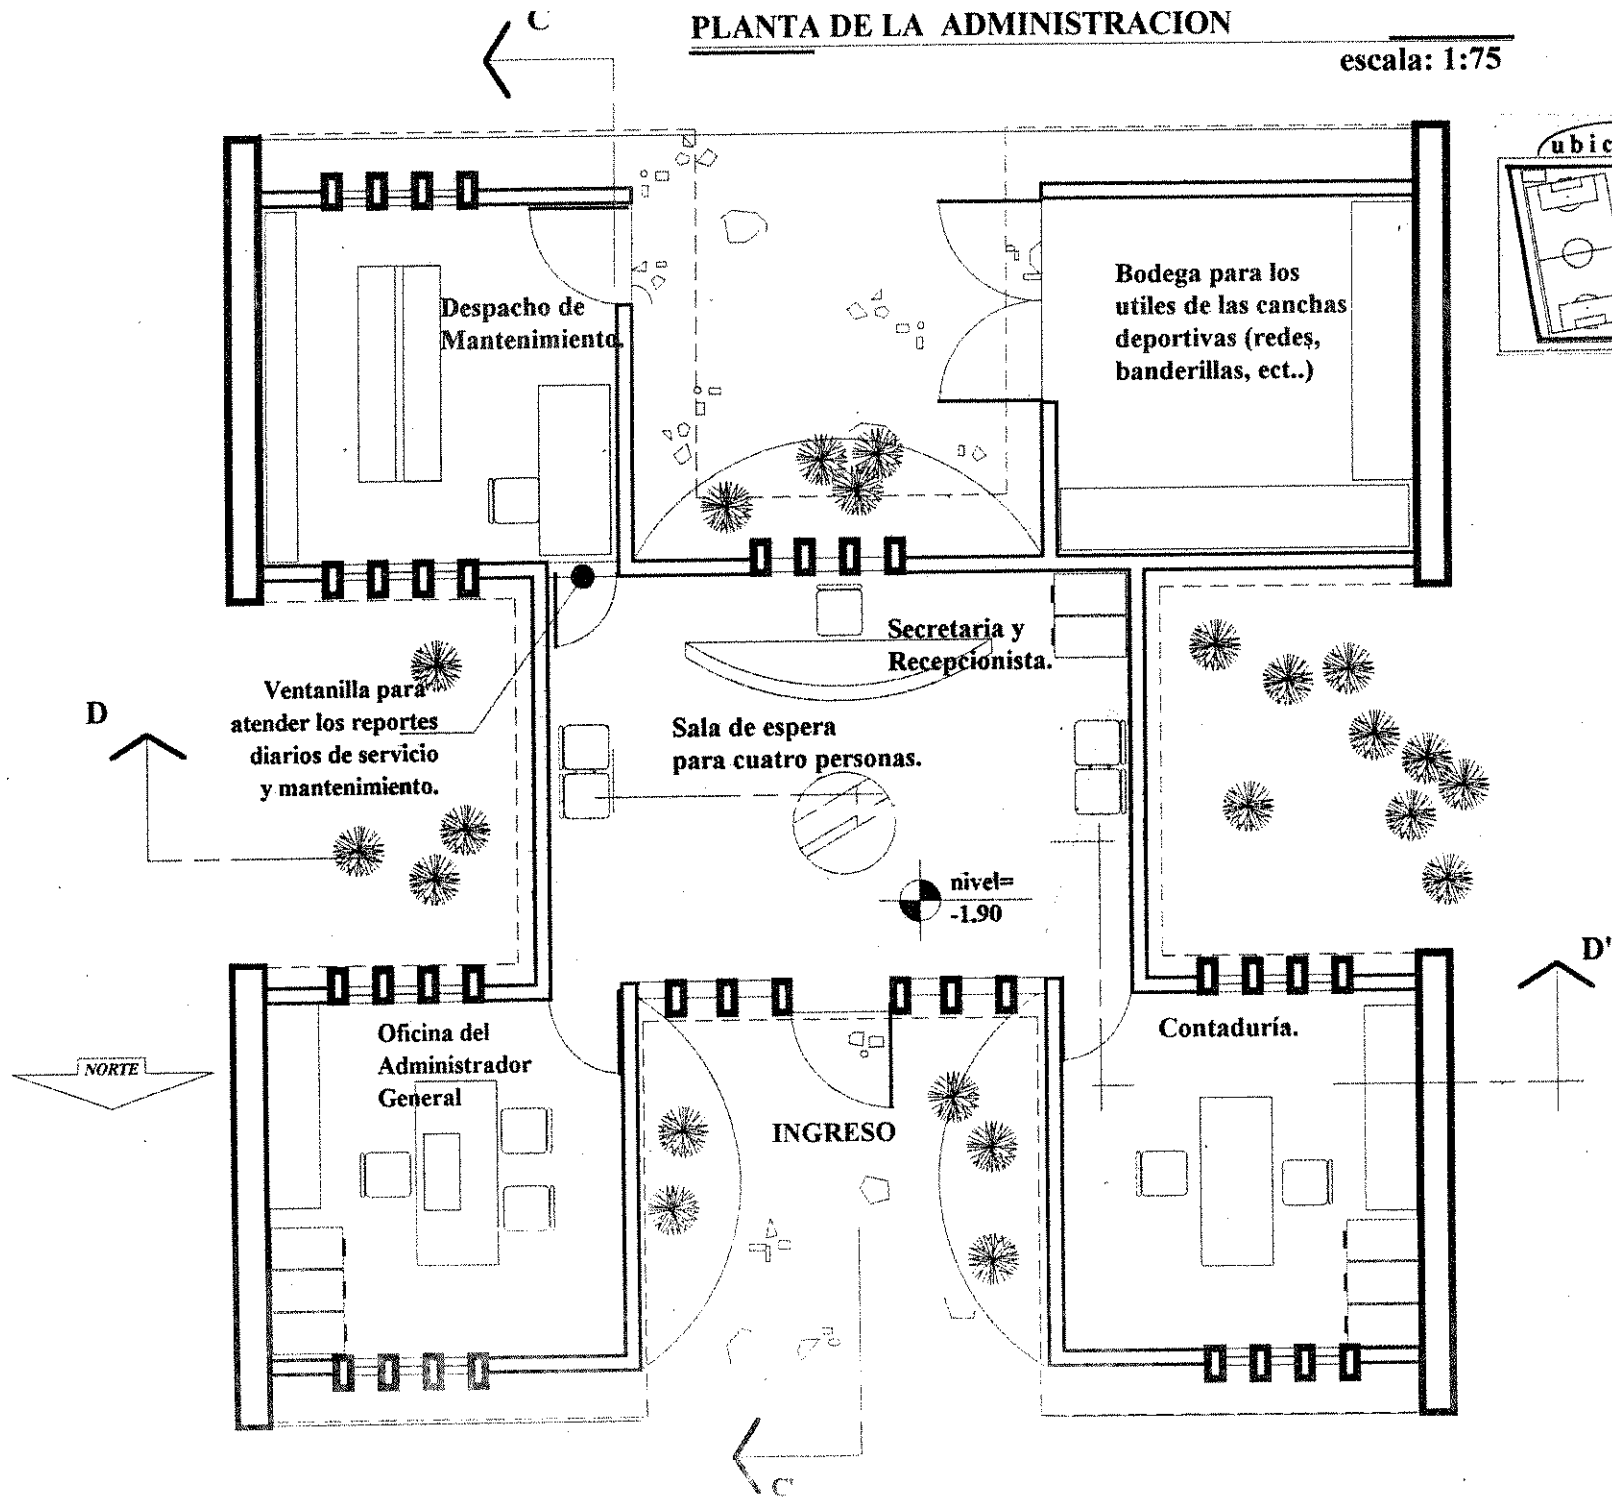 C
PLANTA DE LA ADMINISTRACION
escala: 1:75
Despacho de
Mantenimiento.
Bodega para los
utiles de las canchas
deportivas (redes,
banderillas, ect..)
Secretaria y
Recepcionista.
Ventanilla para
atender los reportes
diarios de servicio
y mantenimiento.
D
Sala de espera
para cuatro personas.
nivel=
-1.90
D'
NORTE
Oficina del
Administrador
General
Contaduría.
INGRESO
C'